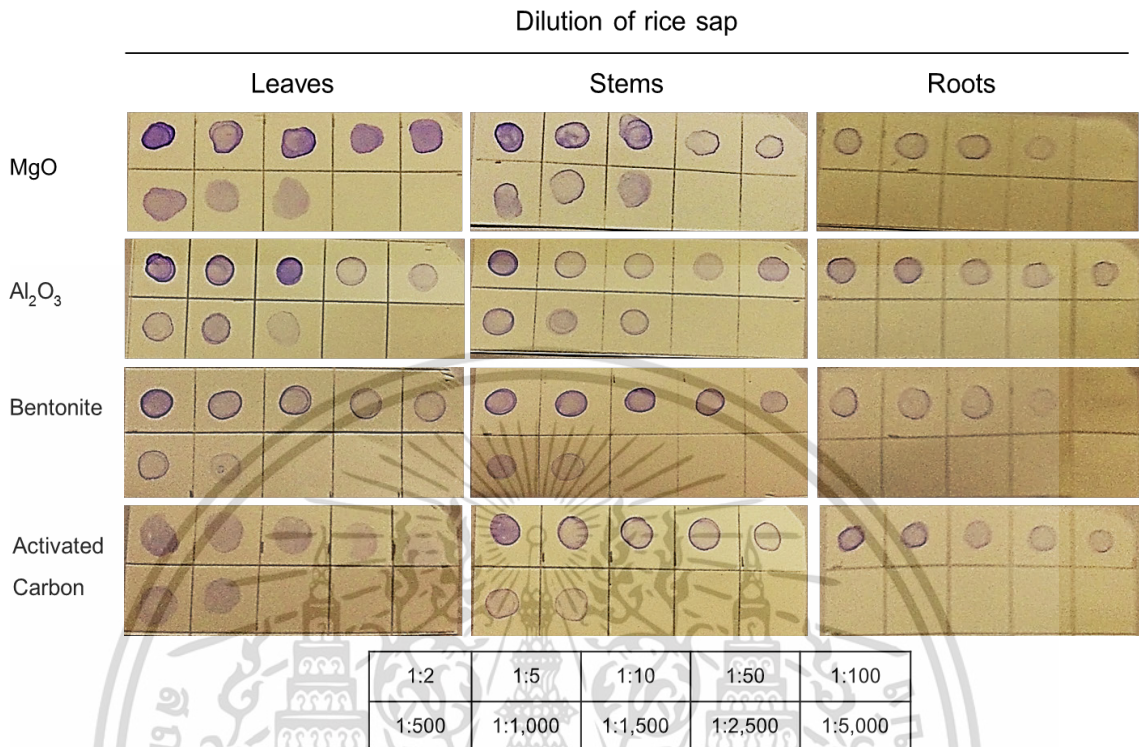 Dilution of rice sap
Leaves Stems Roots
MgO
Al₂O₃
Bentonite
Activated
Carbon
1:2 1:5 1:10 1:50 1:100
1:500 1:1,000 1:1,500 1:2,500 1:5,000